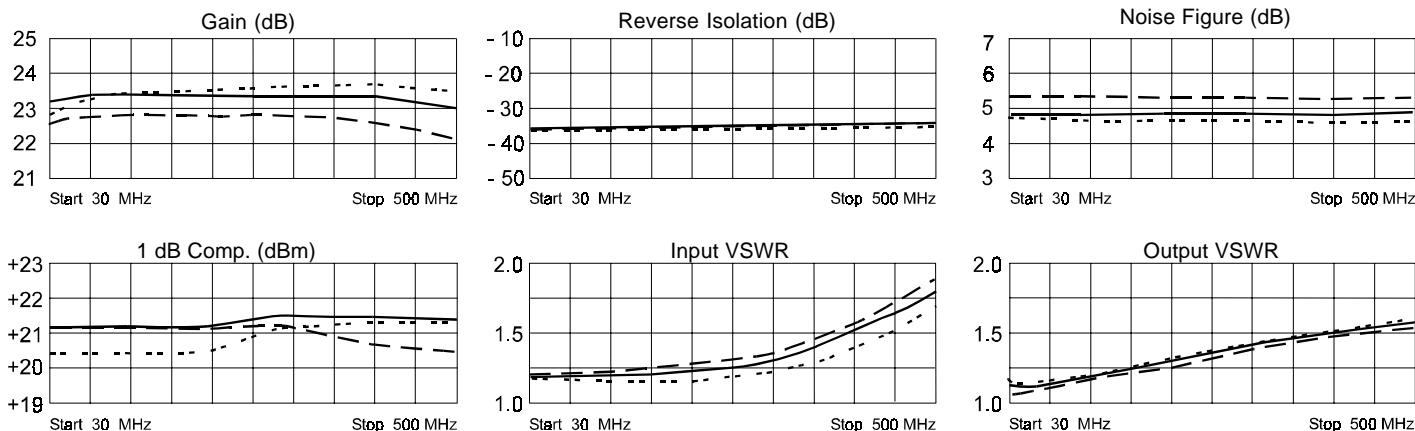 Gain (dB)
25
24
23
22
21
Start 30 MHz
Stop 500 MHz
Reverse Isolation (dB)
- 10
- 20
- 30
- 40
- 50
Start 30 MHz
Stop 500 MHz
Noise Figure (dB)
7
6
5
4
3
Start 30 MHz
Stop 500 MHz
1 dB Comp. (dBm)
+23
+22
+21
+20
+19
Start 30 MHz
Stop 500 MHz
Input VSWR
2.0
1.5
1.0
Start 30 MHz
Stop 500 MHz
Output VSWR
2.0
1.5
1.0
Start 30 MHz
Stop 500 MHz